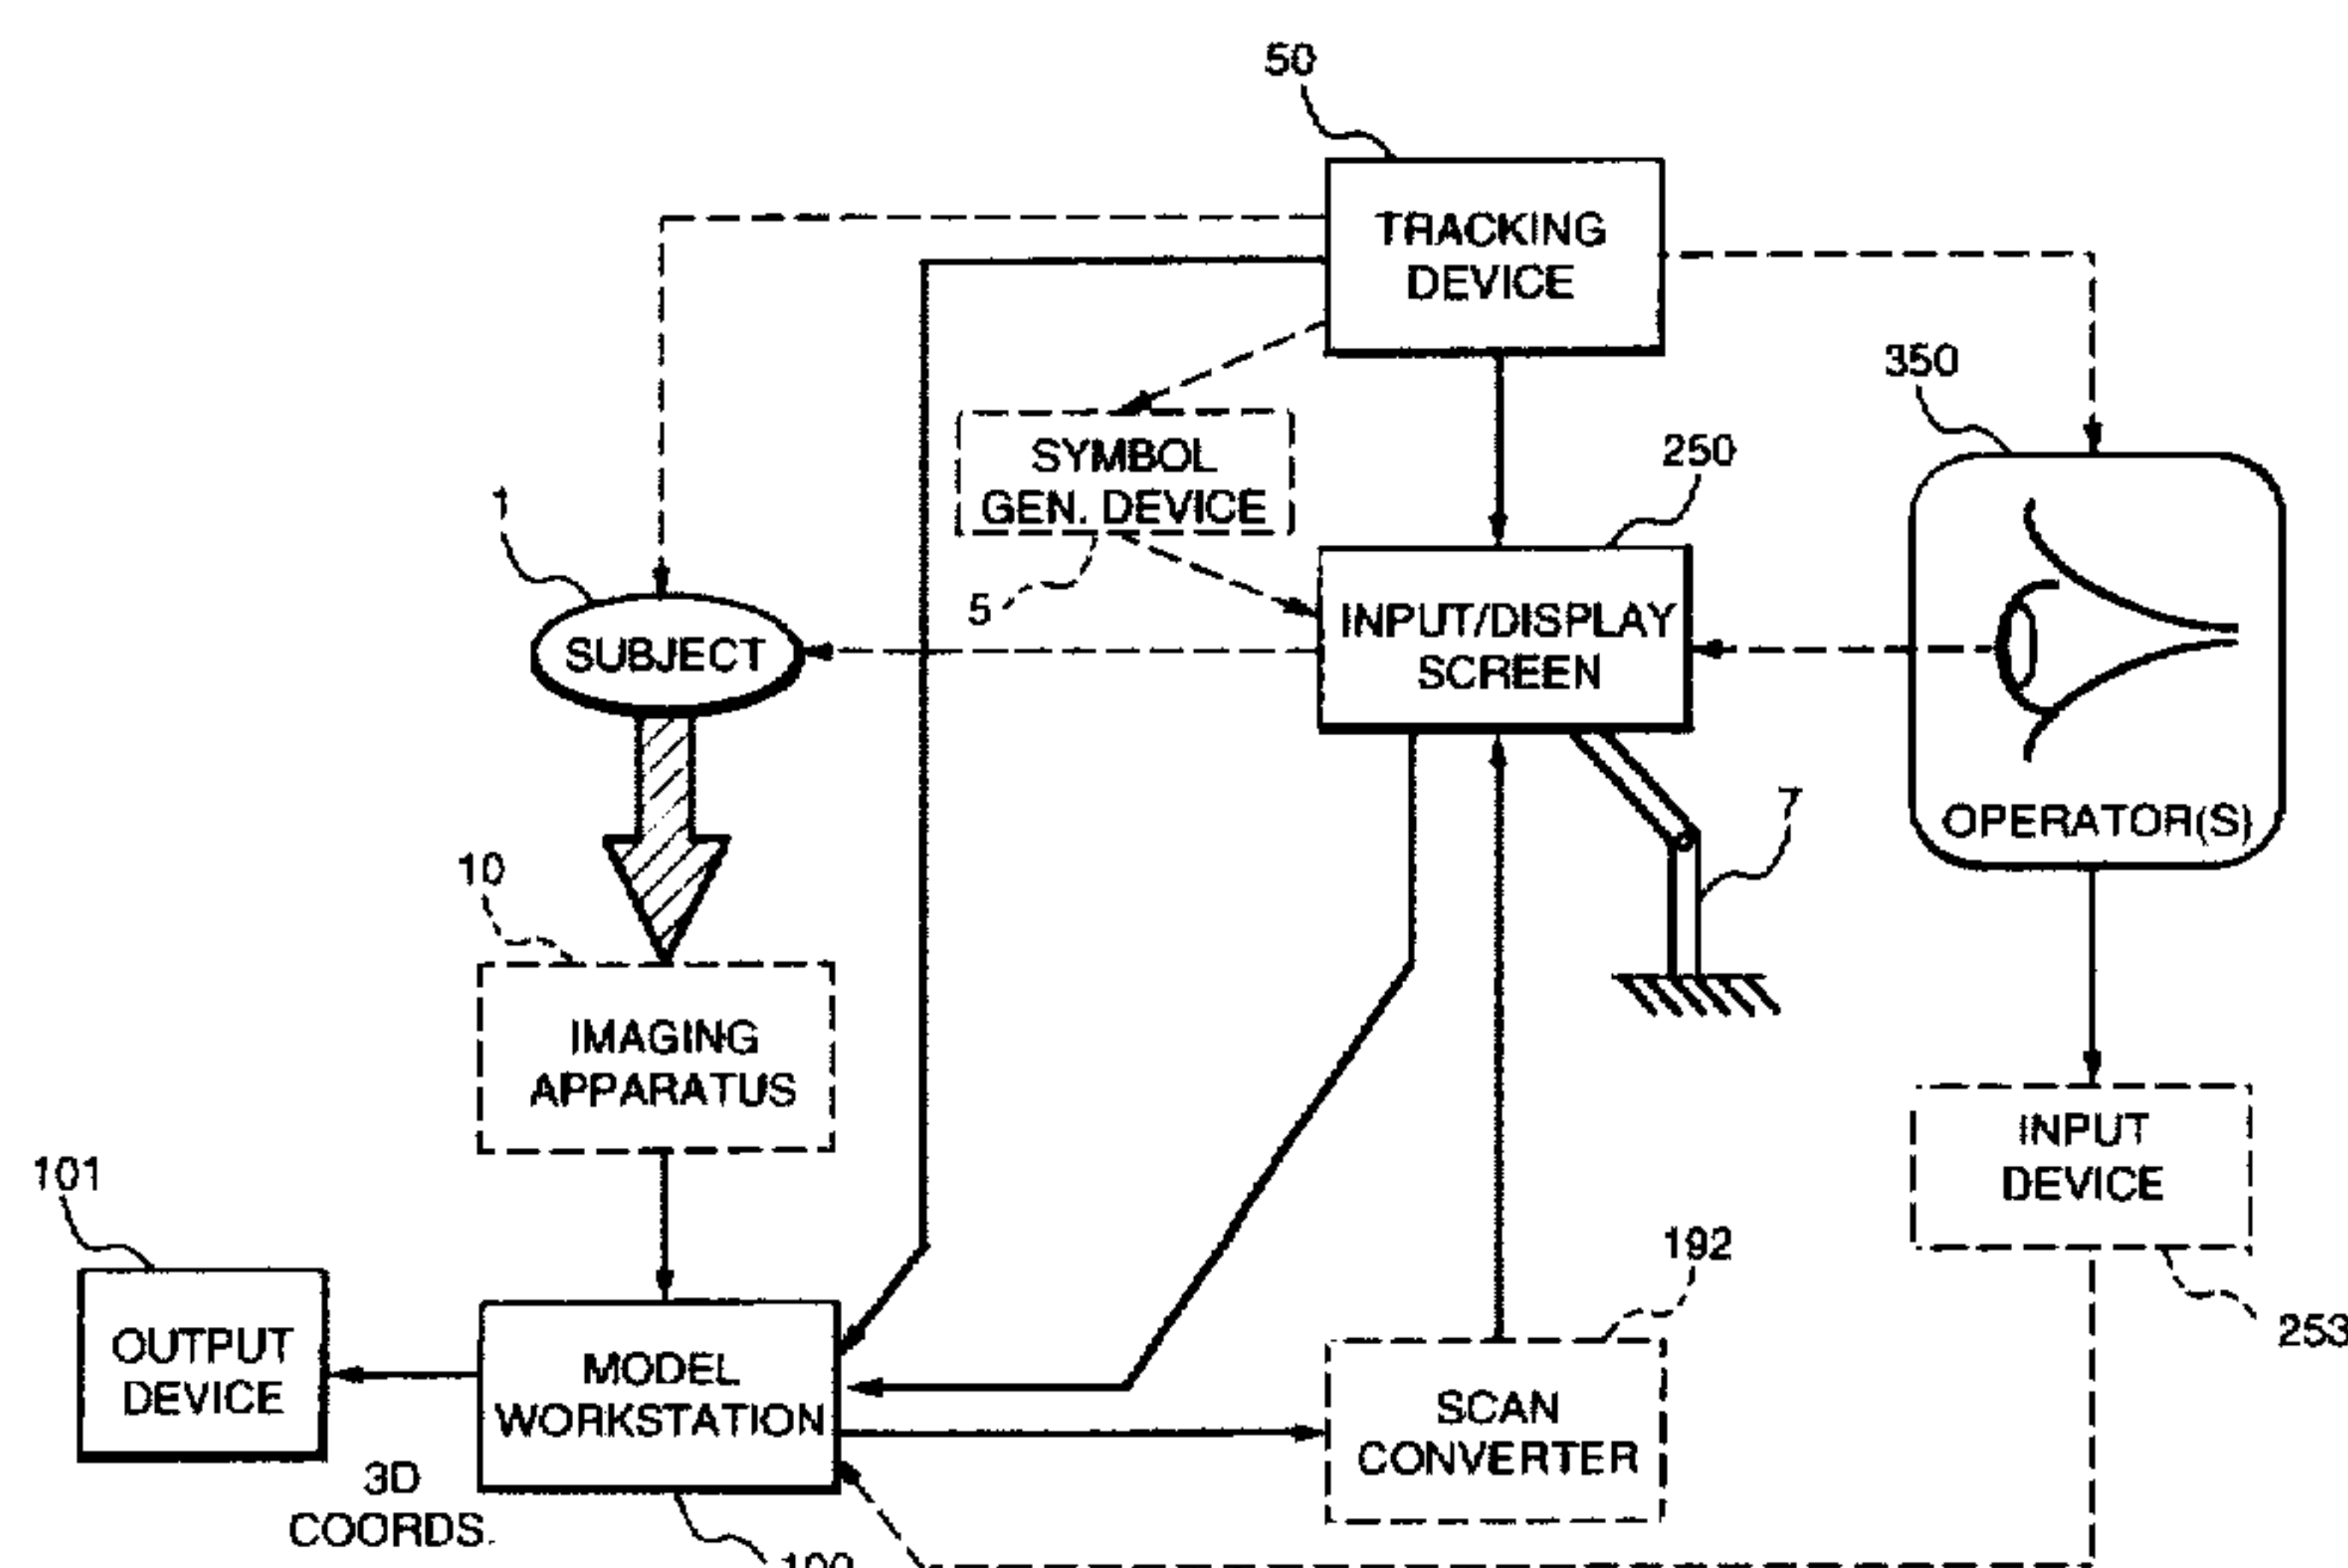 50
TRACKING
DEVICE
350
SYMBOL
GEN. DEVICE
250
1
5
SUBJECT
INPUT/DISPLAY
SCREEN
OPERATOR(S)
7
10
IMAGING
APPARATUS
INPUT
DEVICE
101
192
253
OUTPUT
DEVICE
MODEL
WORKSTATION
SCAN
CONVERTER
3D
COORDS.